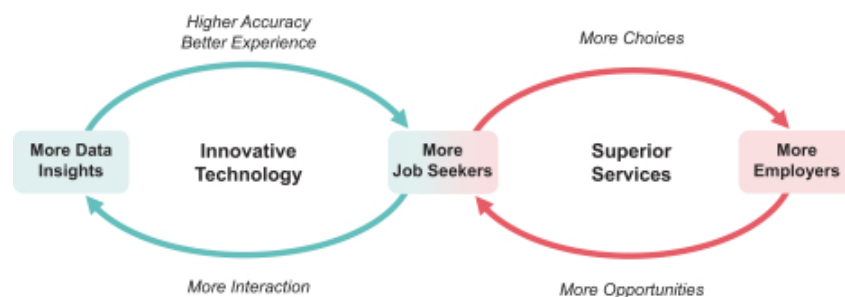 Higher Accuracy
Better Experience
More Choices
More Data
Insights
Innovative
Technology
More
Job Seekers
Superior
Services
More
Employers
More Interaction
More Opportunities